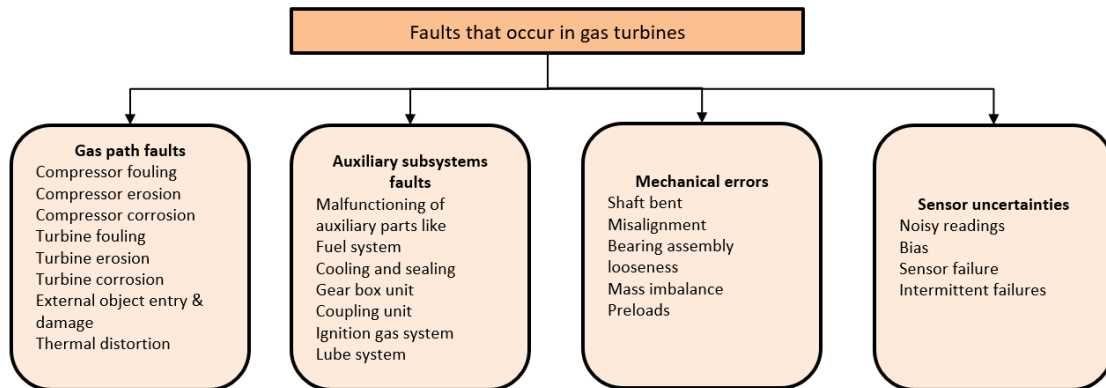 Faults that occur in gas turbines
Gas path faults
Compressor fouling
Compressor erosion
Compressor corrosion
Turbine fouling
Turbine erosion
Turbine corrosion
External object entry &
damage
Thermal distortion
Auxiliary subsystems
faults
Malfunctioning of
auxiliary parts like
Fuel system
Cooling and sealing
Gear box unit
Coupling unit
Ignition gas system
Lube system
Mechanical errors
Shaft bent
Misalignment
Bearing assembly
looseness
Mass imbalance
Preloads
Sensor uncertainties
Noisy readings
Bias
Sensor failure
Intermittent failures